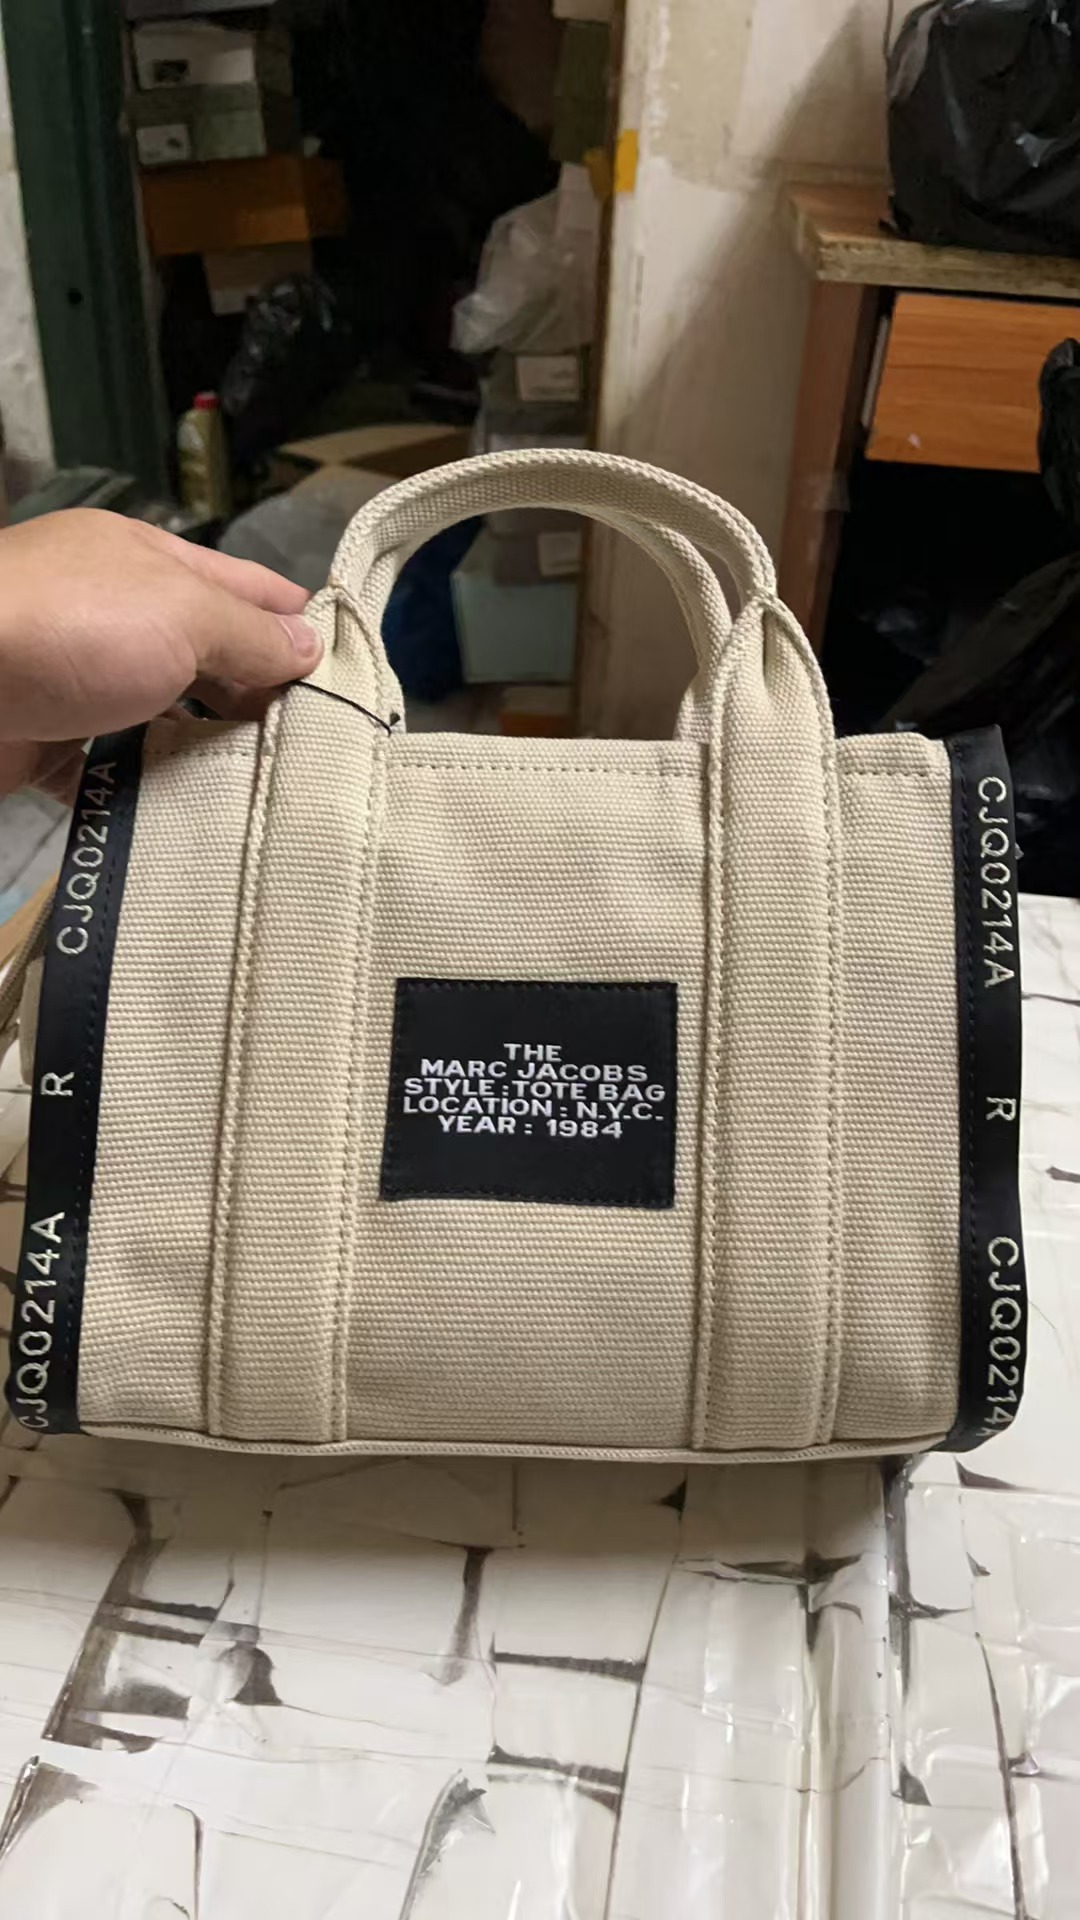 CJQ0214A R CJQ0214A
THE
MARC JACOBS
STYLE : TOTE BAG
LOCATION : N.Y.C.
YEAR : 1984
CJQ0214A R CJQ0214A